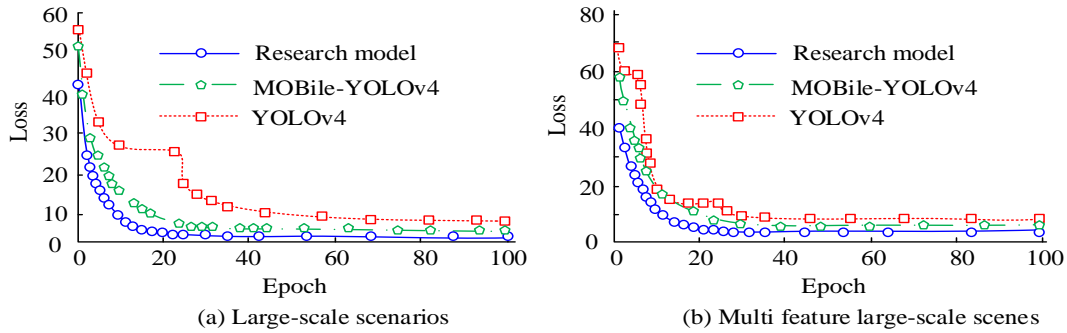 60
50
40
30
20
10
0
Loss
Research model
MOBile-YOLOv4
YOLOv4
0 20 40 60 80 100
Epoch
(a) Large-scale scenarios
80
60
40
20
0
Loss
Research model
MOBile-YOLOv4
YOLOv4
0 20 40 60 80 100
Epoch
(b) Multi feature large-scale scenes